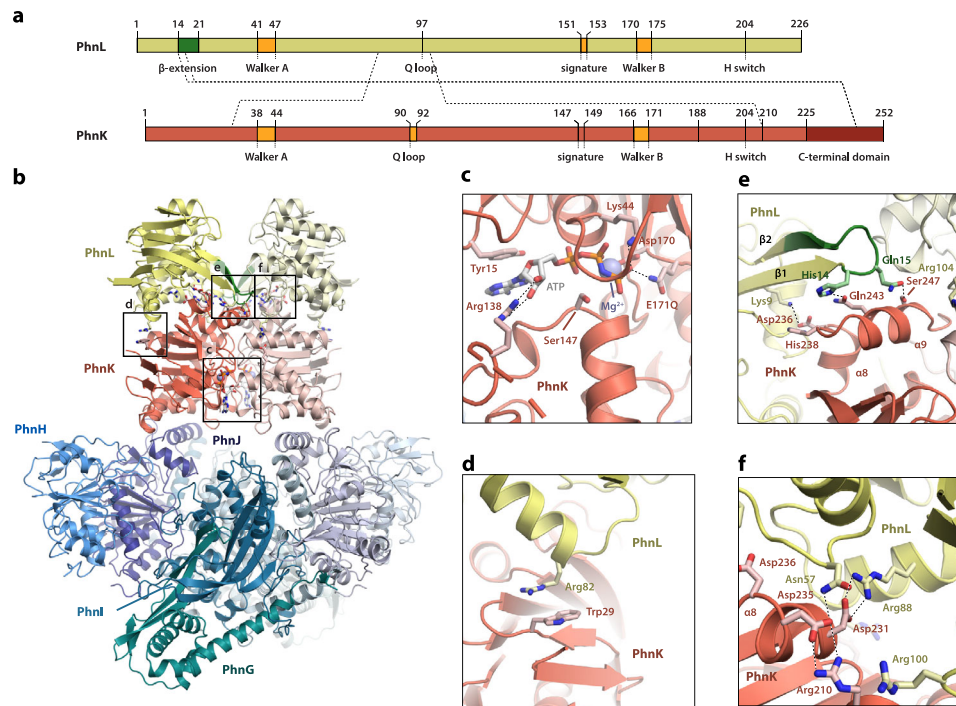 a
1 14 21 41 47 97 151 153 170 175 204 226
PhnL
β-extension Walker A Q loop signature Walker B H switch
1 38 44 90 92 147 149 166 171 188 204 210 225 252
PhnK
Walker A Q loop signature Walker B H switch C-terminal domain
b
PhnL
e f
d
PhnK
c
PhnH
PhnJ
PhnI
PhnG
c
Lys44
Asp170
Tyr15
ATP
Arg138
Mg²⁺
E171Q
Ser147
PhnK
d
PhnL
Arg82
Trp29
PhnK
e
PhnL
β2
Gln15
Arg104
β1
His14
Ser247
Lys9
Gln243
Asp236
His238
α9
PhnK
α8
f
PhnL
Asp236
Asn57
Asp235
Arg88
α8
Asp231
Arg100
PhnK
Arg210